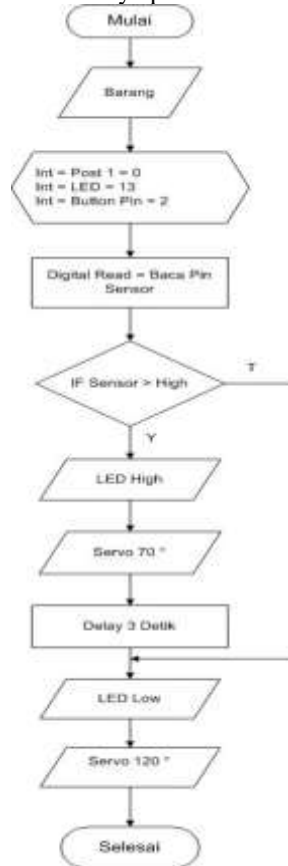 Mulai
Barang
Int = Post 1 = 0
Int = LED = 13
Int = Button Pin = 2
Digital Read = Baca Pin
Sensor
IF Sensor > High
T
Y
LED High
Servo 70 °
Delay 3 Detik
LED Low
Servo 120 °
Selesai